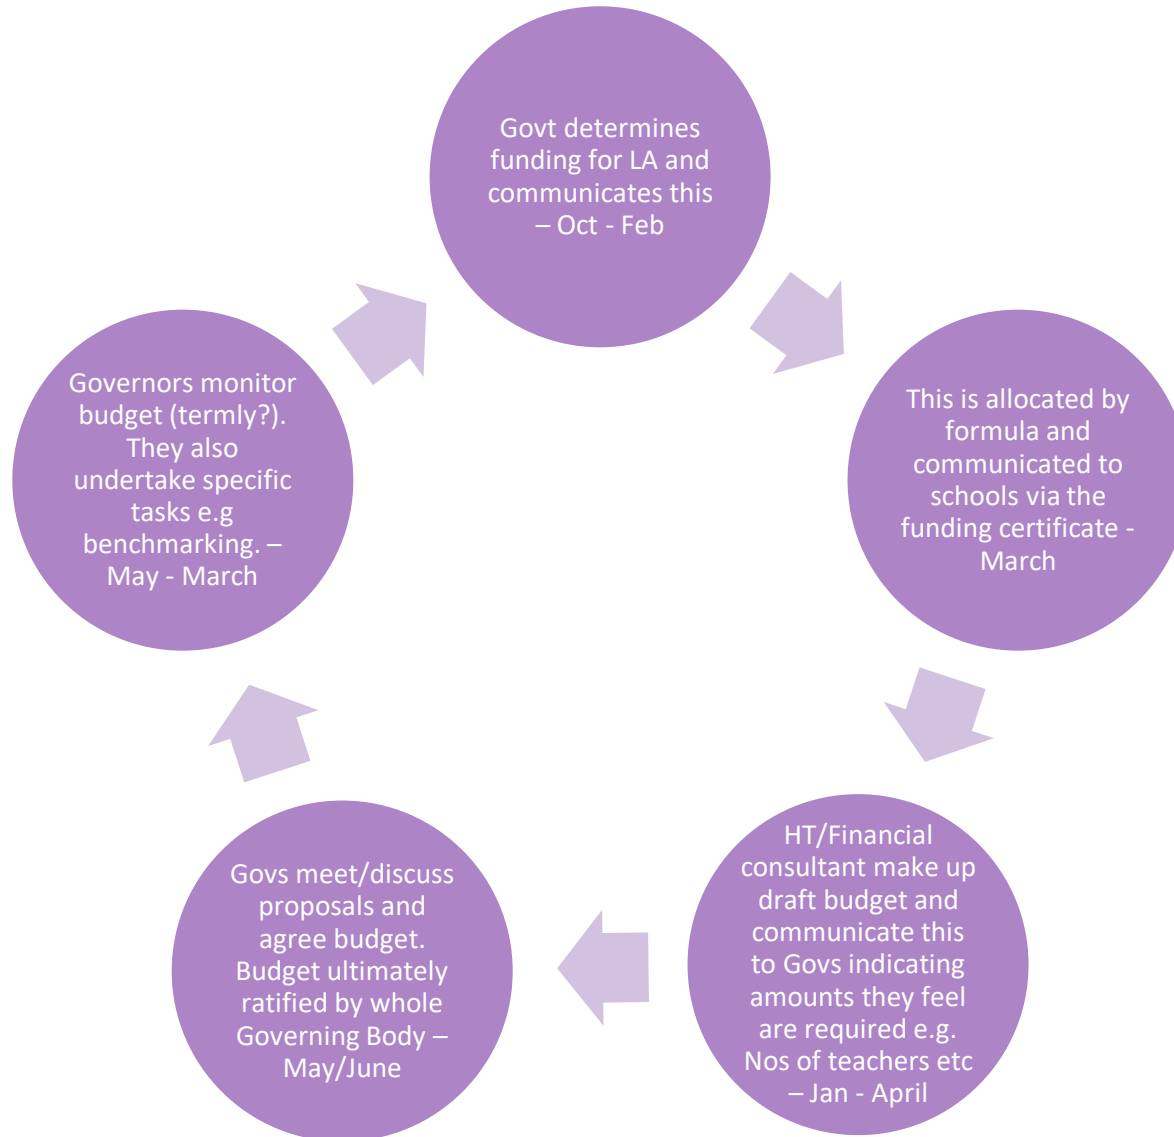 Govt determines
funding for LA and
communicates this
– Oct - Feb
This is allocated by
formula and
communicated to
schools via the
funding certificate -
March
HT/Financial
consultant make up
draft budget and
communicate this
to Govs indicating
amounts they feel
are required e.g.
Nos of teachers etc
– Jan - April
Govs meet/discuss
proposals and
agree budget.
Budget ultimately
ratified by whole
Governing Body –
May/June
Governors monitor
budget (termly?).
They also
undertake specific
tasks e.g
benchmarking. –
May - March